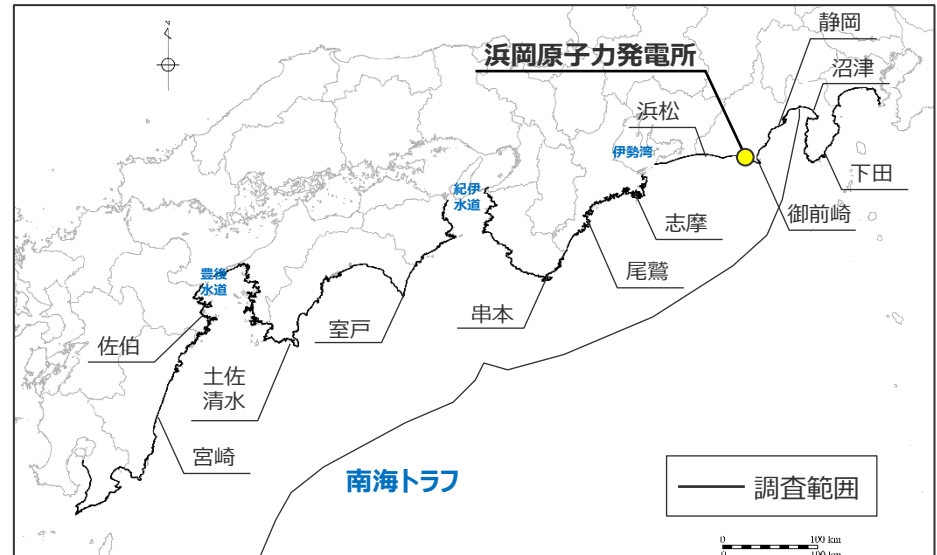 静岡
浜岡原子力発電所
沼津
浜松
伊勢湾
下田
紀伊
水道
志摩
御前崎
尾鷲
豊後
水道
串本
室戸
佐伯
土佐
清水
宮崎
南海トラフ
調査範囲
0 100 km
0 100 km